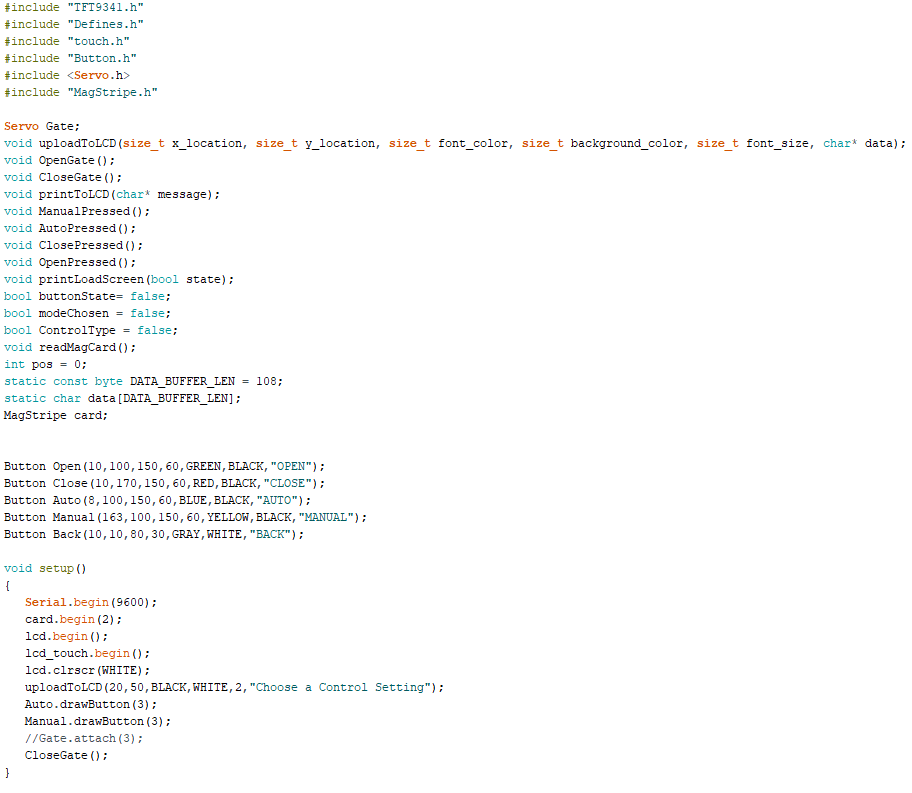 #include "TFT9341.h"
#include "Defines.h"
#include "touch.h"
#include "Button.h"
#include <Servo.h>
#include "MagStripe.h"

Servo Gate;
void uploadToLCD(size_t x_location, size_t y_location, size_t font_color, size_t background_color, size_t font_size, char* data);
void OpenGate();
void CloseGate();
void printToLCD(char* message);
void ManualPressed();
void AutoPressed();
void ClosePressed();
void OpenPressed();
void printLoadScreen(bool state);
bool buttonState= false;
bool modeChosen = false;
bool ControlType = false;
void readMagCard();
int pos = 0;
static const byte DATA_BUFFER_LEN = 108;
static char data[DATA_BUFFER_LEN];
MagStripe card;


Button Open(10,100,150,60,GREEN,BLACK,"OPEN");
Button Close(10,170,150,60,RED,BLACK,"CLOSE");
Button Auto(8,100,150,60,BLUE,BLACK,"AUTO");
Button Manual(163,100,150,60,YELLOW,BLACK,"MANUAL");
Button Back(10,10,80,30,GRAY,WHITE,"BACK");

void setup()
{
   Serial.begin(9600);
   card.begin(2);
   lcd.begin();
   lcd_touch.begin();
   lcd.clrscr(WHITE);
   uploadToLCD(20,50,BLACK,WHITE,2,"Choose a Control Setting");
   Auto.drawButton(3);
   Manual.drawButton(3);
   //Gate.attach(3);
   CloseGate();
}